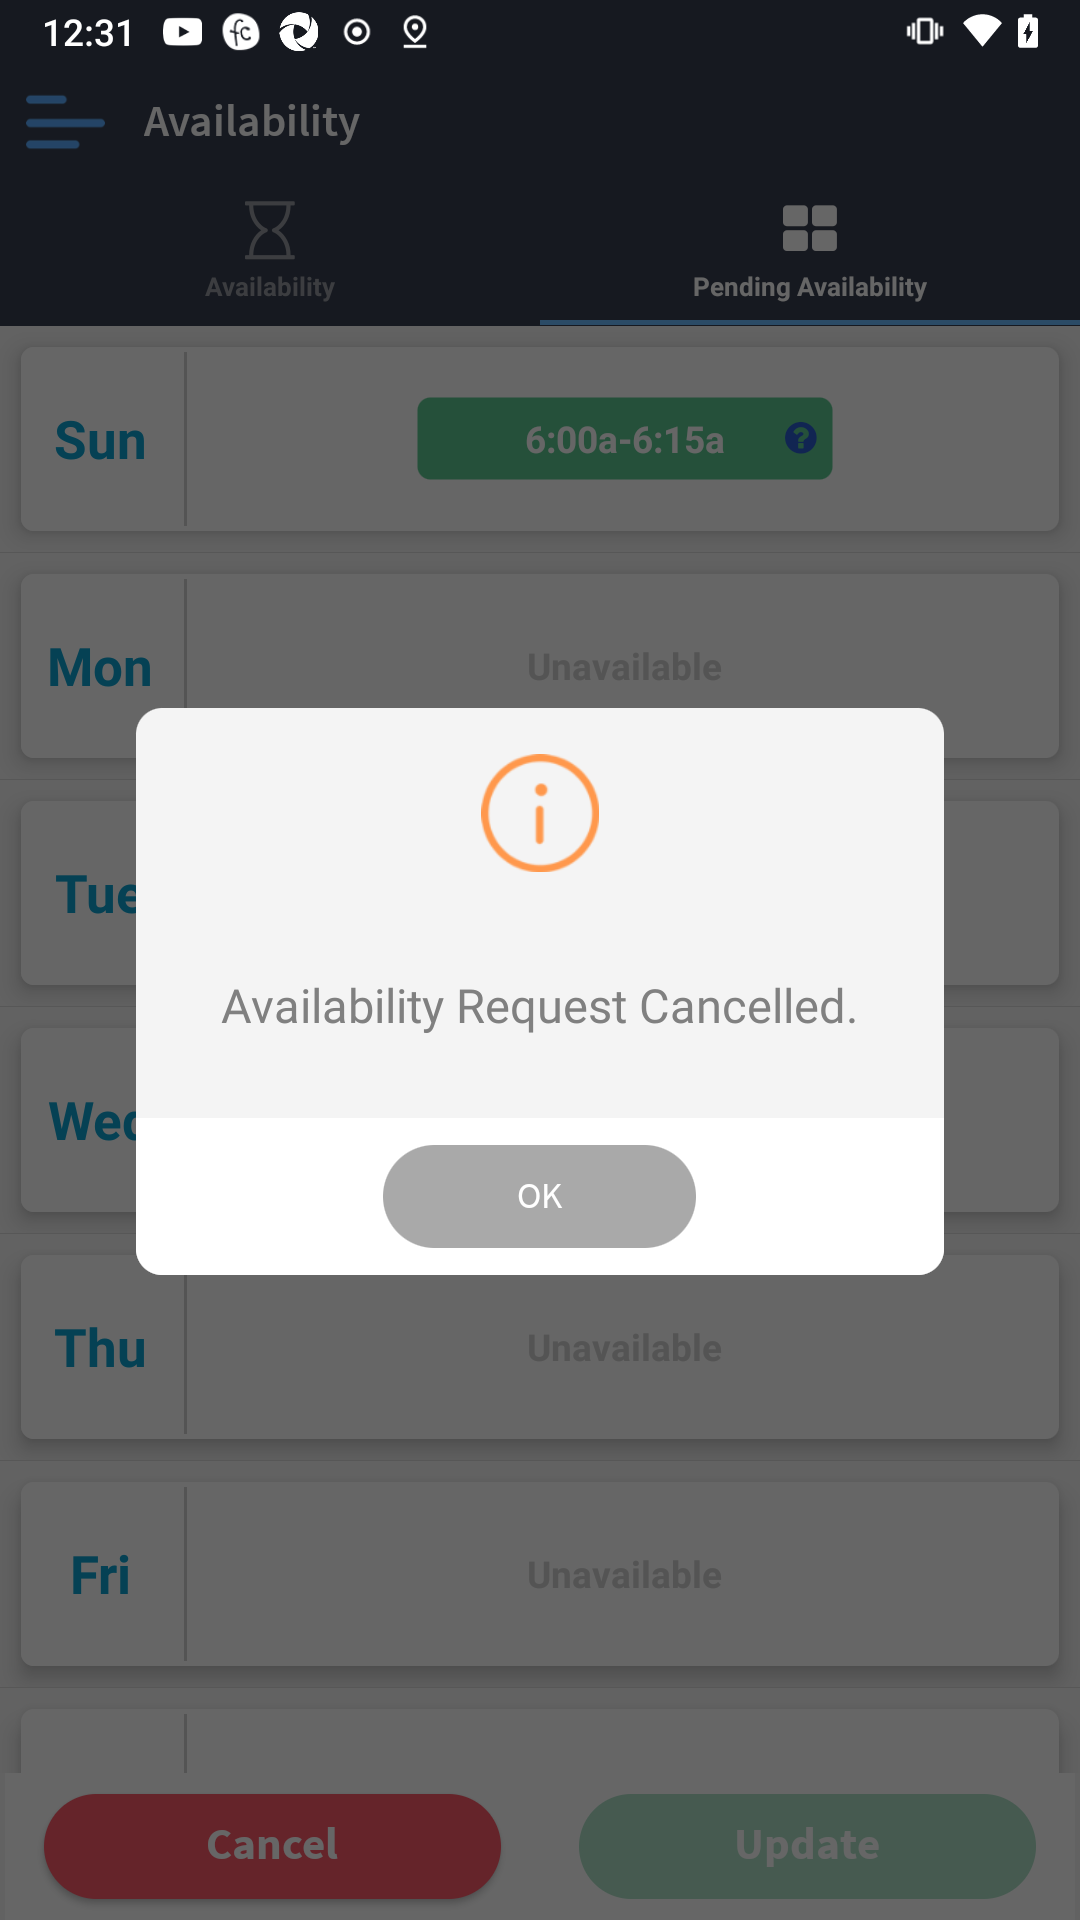 12:31
Availability
Availability
Pending Availability
Sun
6:00a-6:15a
Mon
Unavailable
Tue
Availability Request Cancelled.
Wed
OK
Thu
Unavailable
Fri
Unavailable
Cancel
Update